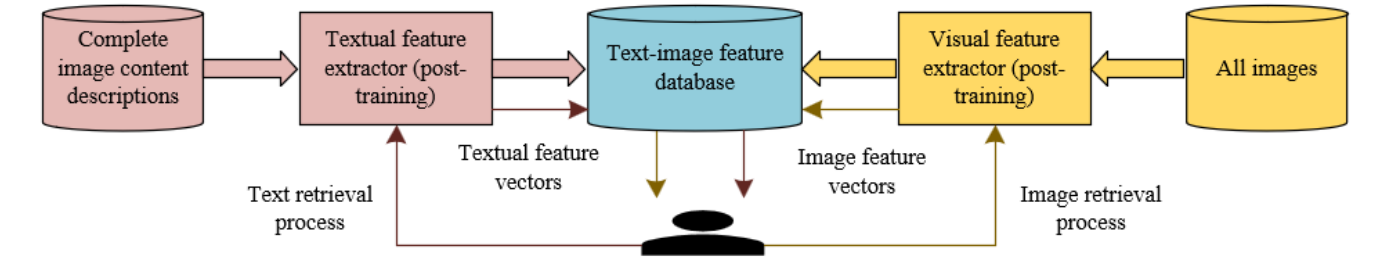 Complete
image content
descriptions
Textual feature
extractor (post-
training)
Text-image feature
database
Visual feature
extractor (post-
training)
All images
Textual feature
vectors
Image feature
vectors
Text retrieval
process
Image retrieval
process